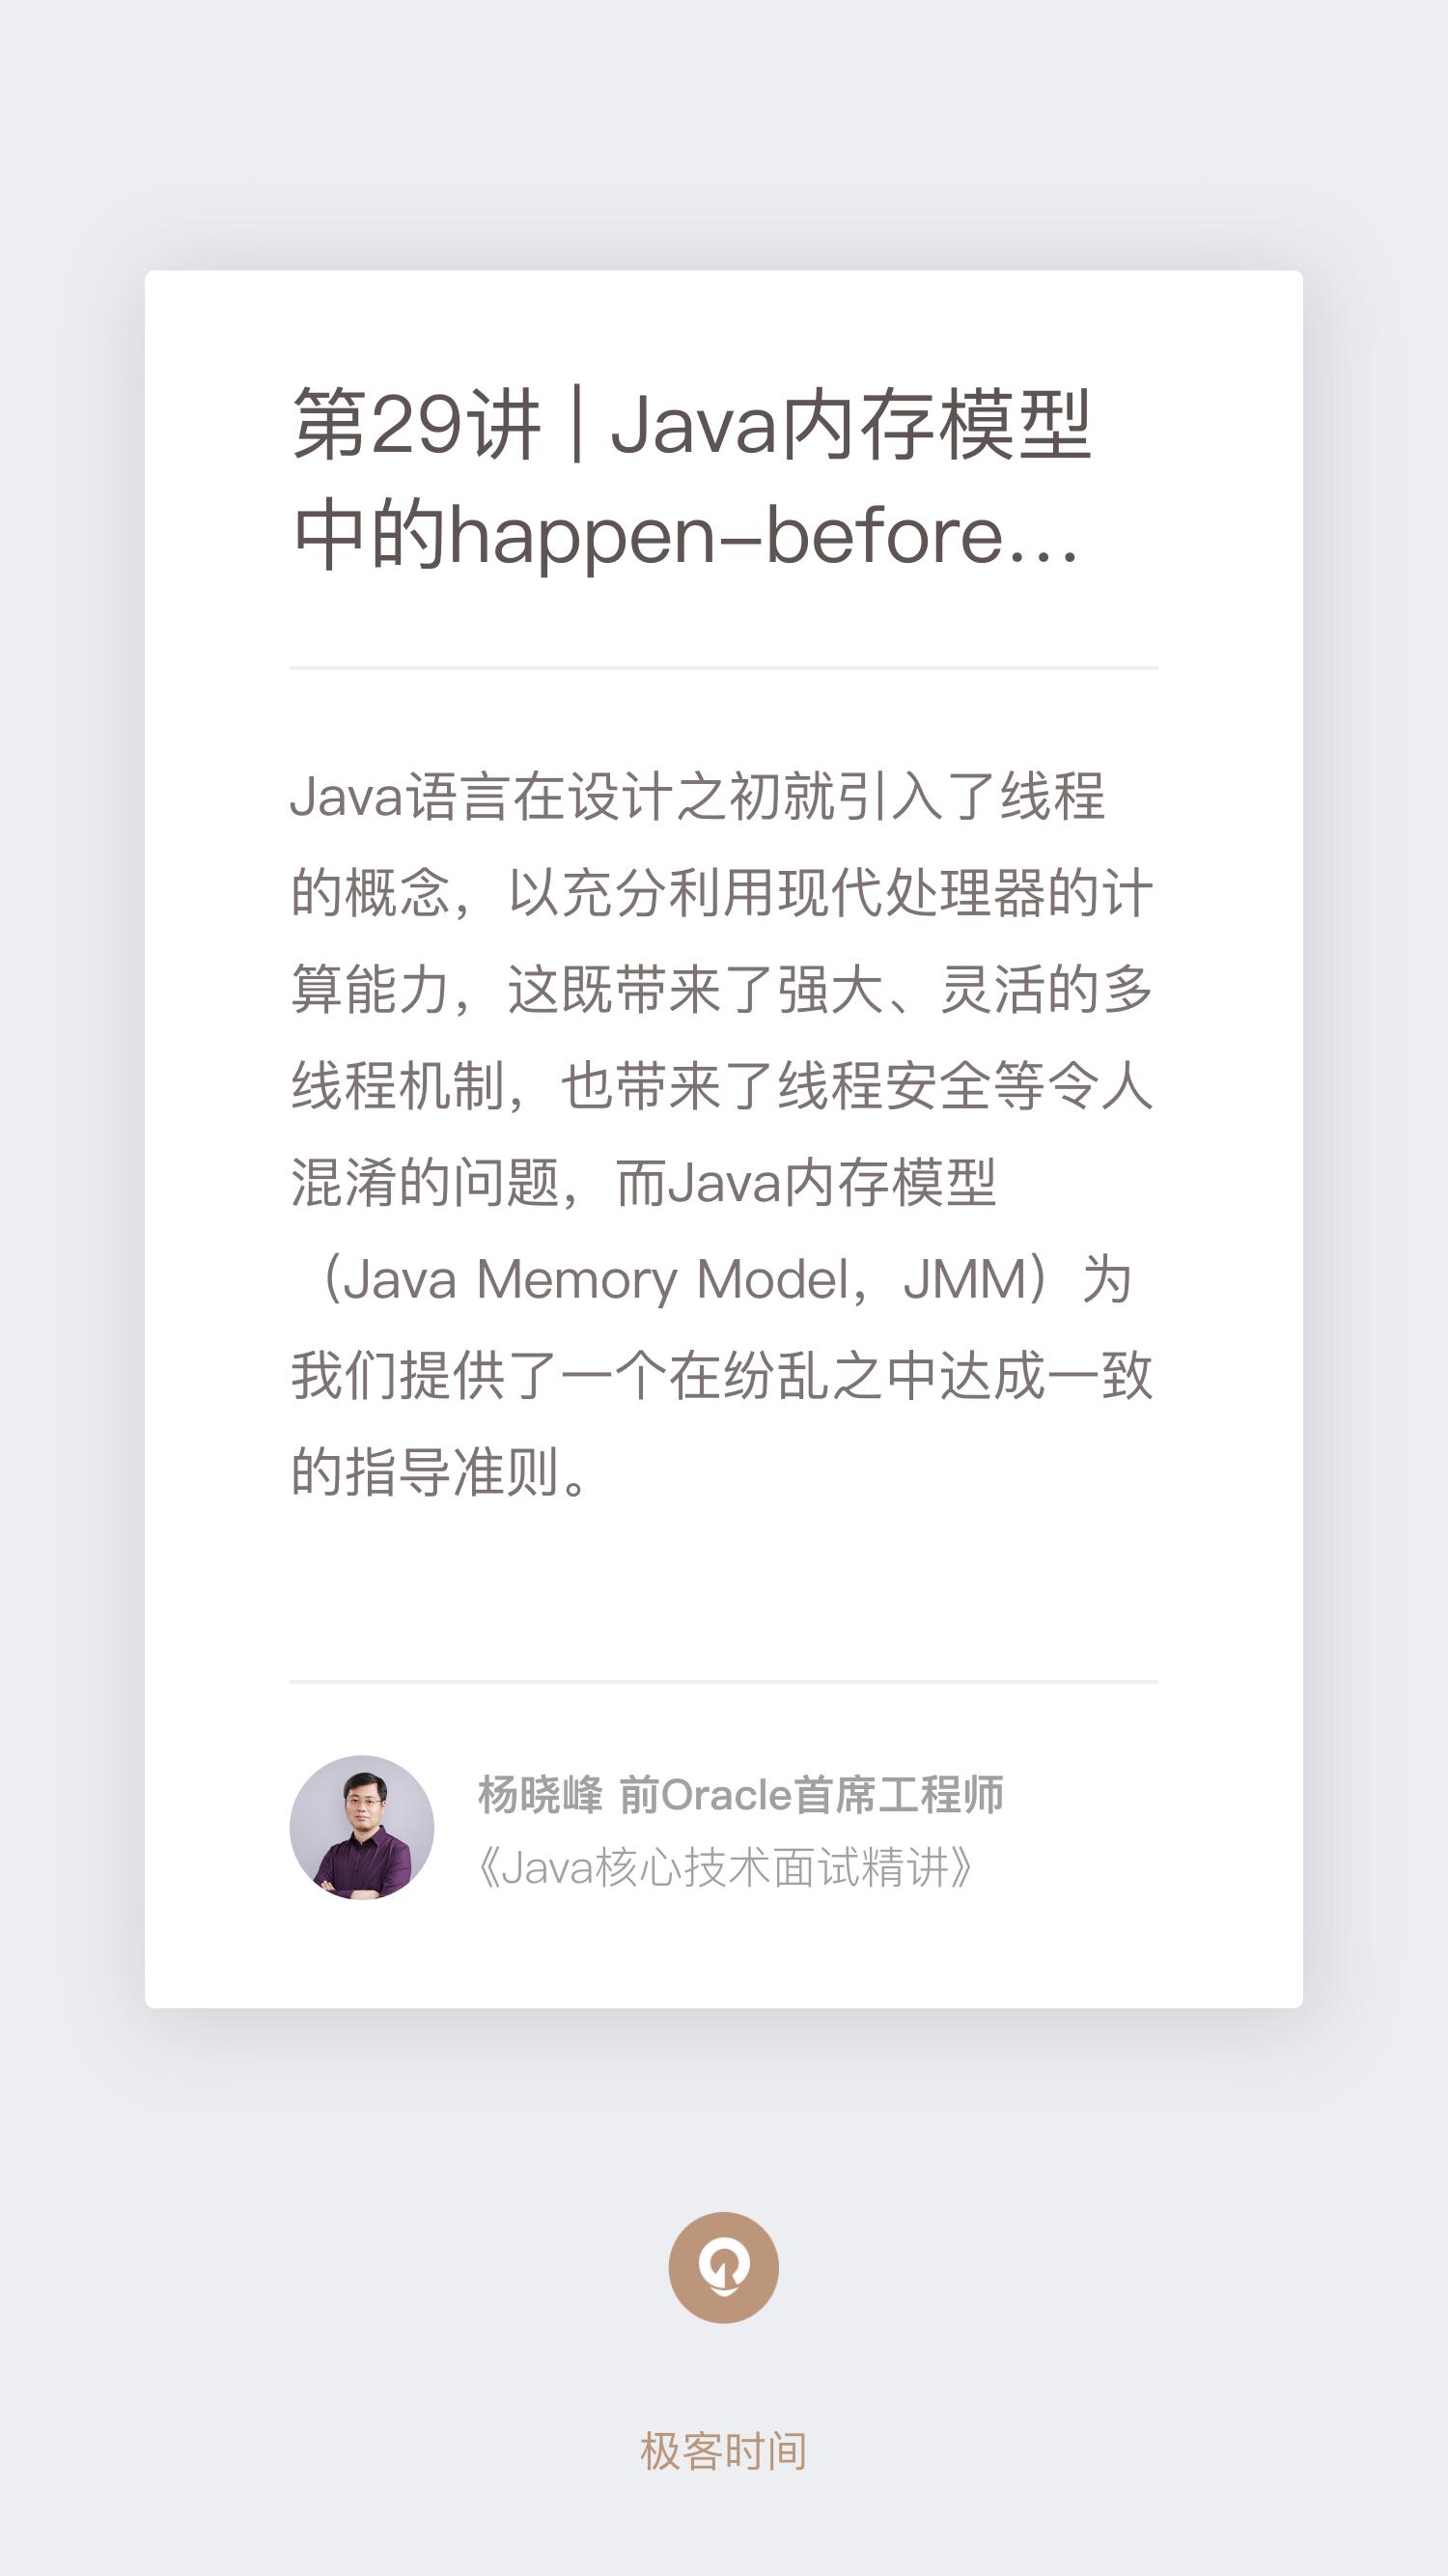 第29讲 | Java内存模型
中的happen-before…
Java语言在设计之初就引入了线程
的概念，以充分利用现代处理器的计
算能力，这既带来了强大、灵活的多
线程机制，也带来了线程安全等令人
混淆的问题，而Java内存模型
（Java Memory Model，JMM）为
我们提供了一个在纷乱之中达成一致
的指导准则。
杨晓峰 前Oracle首席工程师
《Java核心技术面试精讲》
极客时间